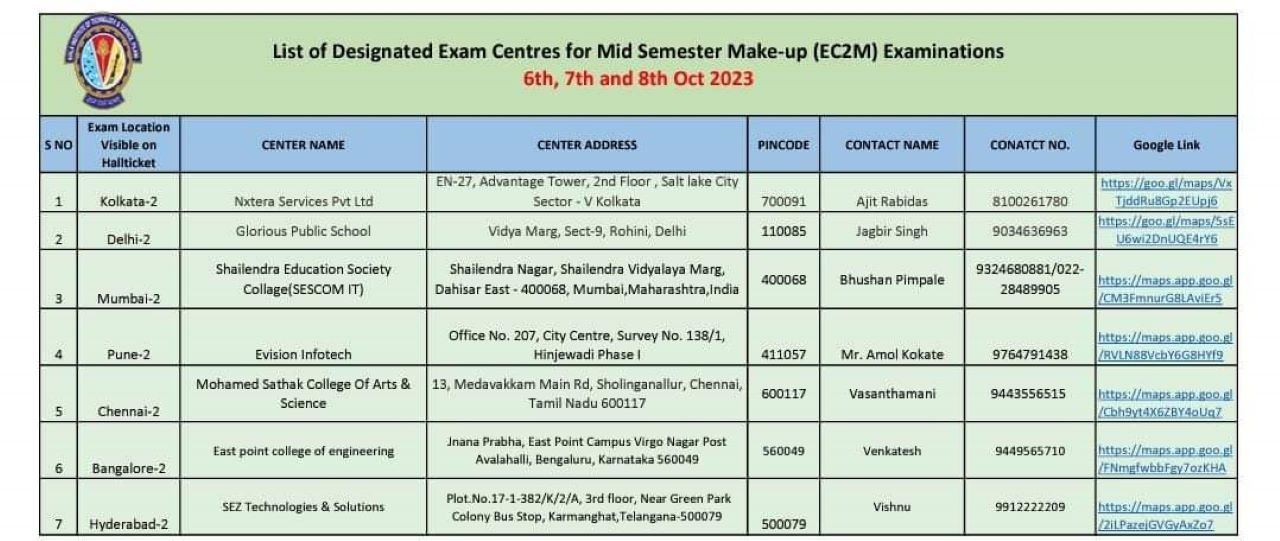 List of Designated Exam Centres for Mid Semester Make-up (EC2M) Examinations
6th, 7th and 8th Oct 2023
S NO
Exam Location
Visible on
Hallticket
CENTER NAME
CENTER ADDRESS
PINCODE
CONTACT NAME
CONATCT NO.
Google Link
1
Kolkata-2
Nxtera Services Pvt Ltd
EN-27, Advantage Tower, 2nd Floor , Salt lake City
Sector - V Kolkata
700091
Ajit Rabidas
8100261780
https://goo.gl/maps/Vx
TjddRu8Gp2EUpj6
2
Delhi-2
Glorious Public School
Vidya Marg, Sect-9, Rohini, Delhi
110085
Jagbir Singh
9034636963
https://goo.gl/maps/5sE
U6wi2DnUQE4rY6
3
Mumbai-2
Shailendra Education Society
Collage(SESCOM IT)
Shailendra Nagar, Shailendra Vidyalaya Marg,
Dahisar East - 400068, Mumbai,Maharashtra,India
400068
Bhushan Pimpale
9324680881/022-
28489905
https://maps.app.goo.gl
/CM3FmnurG8LAviEr5
4
Pune-2
Evision Infotech
Office No. 207, City Centre, Survey No. 138/1,
Hinjewadi Phase I
411057
Mr. Amol Kokate
9764791438
https://maps.app.goo.gl
/RVLN88VcbY6G8HYf9
5
Chennai-2
Mohamed Sathak College Of Arts &
Science
13, Medavakkam Main Rd, Sholinganallur, Chennai,
Tamil Nadu 600117
600117
Vasanthamani
9443556515
https://maps.app.goo.gl
/Cbh9yt4X6ZBY4oUq7
6
Bangalore-2
East point college of engineering
Jnana Prabha, East Point Campus Virgo Nagar Post
Avalahalli, Bengaluru, Karnataka 560049
560049
Venkatesh
9449565710
https://maps.app.goo.gl
/FNmgfwbbFgy7ozKHA
7
Hyderabad-2
SEZ Technologies & Solutions
Plot.No.17-1-382/K/2/A, 3rd floor, Near Green Park
Colony Bus Stop, Karmanghat,Telangana-500079
500079
Vishnu
9912222209
https://maps.app.goo.gl
/2iLPazejGVGyAxZo7